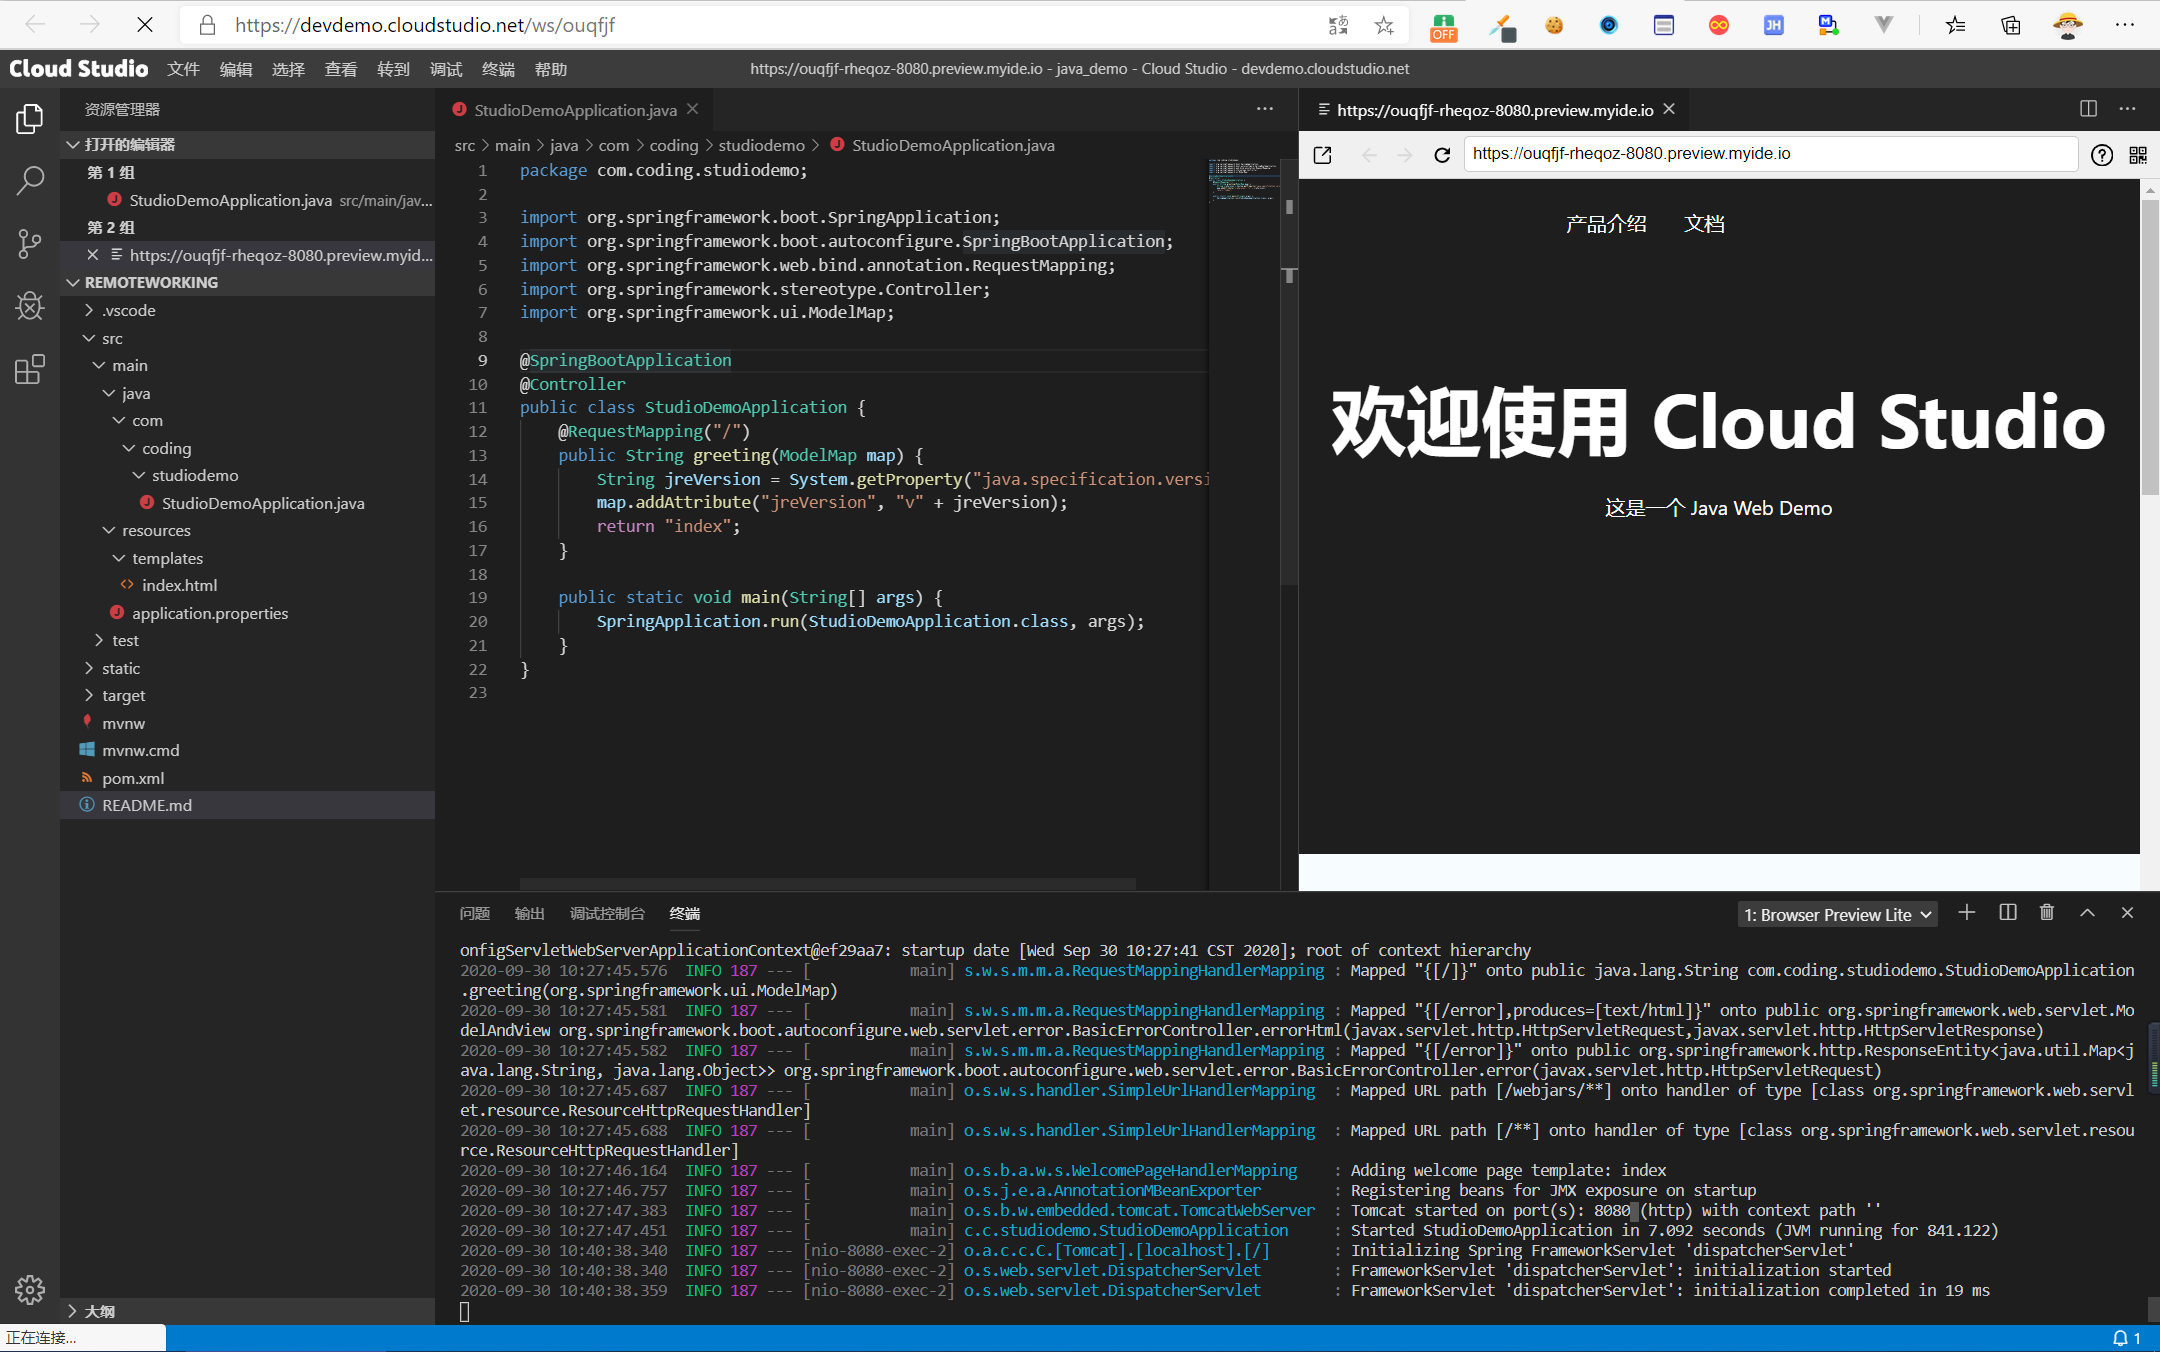 https://devdemo.cloudstudio.net/ws/ouqfjf
OFF
JH
M
Cloud Studio 文件 编辑 选择 查看 转到 调试 终端 帮助
https://ouqfjf-rheqoz-8080.preview.myide.io - java_demo - Cloud Studio - devdemo.cloudstudio.net
资源管理器
打开的编辑器
第 1 组
StudioDemoApplication.java src/main/jav...
第 2 组
https://ouqfjf-rheqoz-8080.preview.myid...
REMOTEWORKING
.vscode
src
main
java
com
coding
studiodemo
StudioDemoApplication.java
resources
templates
index.html
application.properties
test
static
target
mvnw
mvnw.cmd
pom.xml
README.md
大纲
StudioDemoApplication.java
src > main > java > com > coding > studiodemo > StudioDemoApplication.java
1 package com.coding.studiodemo;
2
3 import org.springframework.boot.SpringApplication;
4 import org.springframework.boot.autoconfigure.SpringBootApplication;
5 import org.springframework.web.bind.annotation.RequestMapping;
6 import org.springframework.stereotype.Controller;
7 import org.springframework.ui.ModelMap;
8
9 @SpringBootApplication
10 @Controller
11 public class StudioDemoApplication {
12 @RequestMapping("/")
13 public String greeting(ModelMap map) {
14 String jreVersion = System.getProperty("java.specification.versi
15 map.addAttribute("jreVersion", "v" + jreVersion);
16 return "index";
17 }
18
19 public static void main(String[] args) {
20 SpringApplication.run(StudioDemoApplication.class, args);
21 }
22 }
23
https://ouqfjf-rheqoz-8080.preview.myide.io
https://ouqfjf-rheqoz-8080.preview.myide.io
产品介绍 文档
欢迎使用 Cloud Studio
这是一个 Java Web Demo
问题 输出 调试控制台 终端
1: Browser Preview Lite
onfigServletWebServerApplicationContext@ef29aa7: startup date [Wed Sep 30 10:27:41 CST 2020]; root of context hierarchy
2020-09-30 10:27:45.576 INFO 187 --- [ main] s.w.s.m.m.a.RequestMappingHandlerMapping : Mapped "{[/]}" onto public java.lang.String com.coding.studiodemo.StudioDemoApplication
.greeting(org.springframework.ui.ModelMap)
2020-09-30 10:27:45.581 INFO 187 --- [ main] s.w.s.m.m.a.RequestMappingHandlerMapping : Mapped "{[/error],produces=[text/html]}" onto public org.springframework.web.servlet.Mo
delAndView org.springframework.boot.autoconfigure.web.servlet.error.BasicErrorController.errorHtml(javax.servlet.http.HttpServletRequest,javax.servlet.http.HttpServletResponse)
2020-09-30 10:27:45.582 INFO 187 --- [ main] s.w.s.m.m.a.RequestMappingHandlerMapping : Mapped "{[/error]}" onto public org.springframework.http.ResponseEntity<java.util.Map<j
ava.lang.String, java.lang.Object>> org.springframework.boot.autoconfigure.web.servlet.error.BasicErrorController.error(javax.servlet.http.HttpServletRequest)
2020-09-30 10:27:45.687 INFO 187 --- [ main] o.s.w.s.handler.SimpleUrlHandlerMapping : Mapped URL path [/webjars/**] onto handler of type [class org.springframework.web.servl
et.resource.ResourceHttpRequestHandler]
2020-09-30 10:27:45.688 INFO 187 --- [ main] o.s.w.s.handler.SimpleUrlHandlerMapping : Mapped URL path [/**] onto handler of type [class org.springframework.web.servlet.resou
rce.ResourceHttpRequestHandler]
2020-09-30 10:27:46.164 INFO 187 --- [ main] o.s.b.a.w.s.WelcomePageHandlerMapping : Adding welcome page template: index
2020-09-30 10:27:46.757 INFO 187 --- [ main] o.s.j.e.a.AnnotationMBeanExporter : Registering beans for JMX exposure on startup
2020-09-30 10:27:47.383 INFO 187 --- [ main] o.s.b.w.embedded.tomcat.TomcatWebServer : Tomcat started on port(s): 8080 (http) with context path ''
2020-09-30 10:27:47.451 INFO 187 --- [ main] c.c.studiodemo.StudioDemoApplication : Started StudioDemoApplication in 7.092 seconds (JVM running for 841.122)
2020-09-30 10:40:38.340 INFO 187 --- [nio-8080-exec-2] o.a.c.c.C.[Tomcat].[localhost].[/] : Initializing Spring FrameworkServlet 'dispatcherServlet'
2020-09-30 10:40:38.340 INFO 187 --- [nio-8080-exec-2] o.s.web.servlet.DispatcherServlet : FrameworkServlet 'dispatcherServlet': initialization started
2020-09-30 10:40:38.359 INFO 187 --- [nio-8080-exec-2] o.s.web.servlet.DispatcherServlet : FrameworkServlet 'dispatcherServlet': initialization completed in 19 ms
正在连接...
1